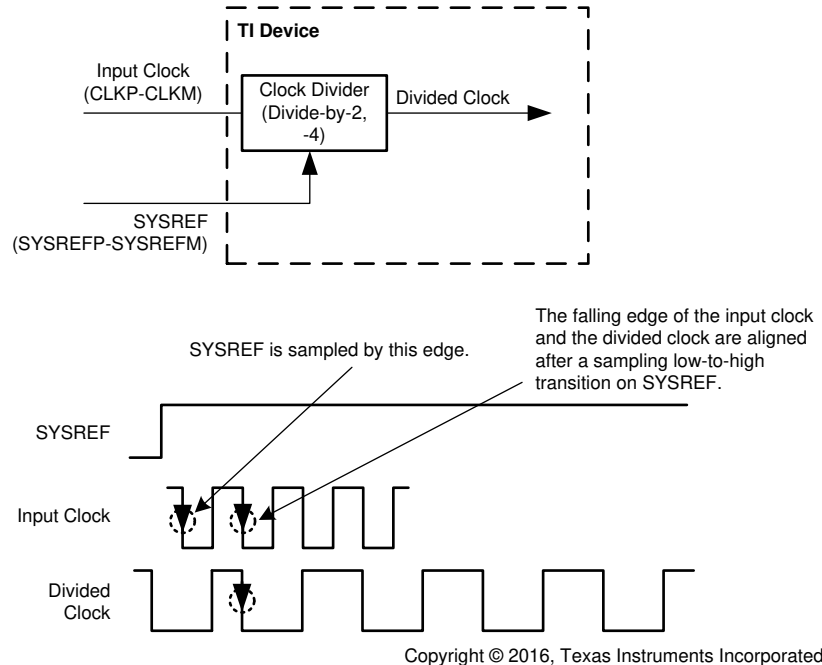 TI Device
Input Clock
(CLKP-CLKM)
Clock Divider
(Divide-by-2,
-4)
Divided Clock
SYSREF
(SYSREFP-SYSREFM)
The falling edge of the input clock
and the divided clock are aligned
after a sampling low-to-high
transition on SYSREF.
SYSREF is sampled by this edge.
SYSREF
Input Clock
Divided
Clock
Copyright © 2016, Texas Instruments Incorporated